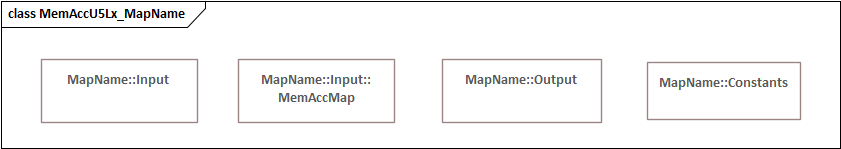 class MemAccU5Lx_MapName
MapName::Input
MapName::Input::
MemAccMap
MapName::Output
MapName::Constants